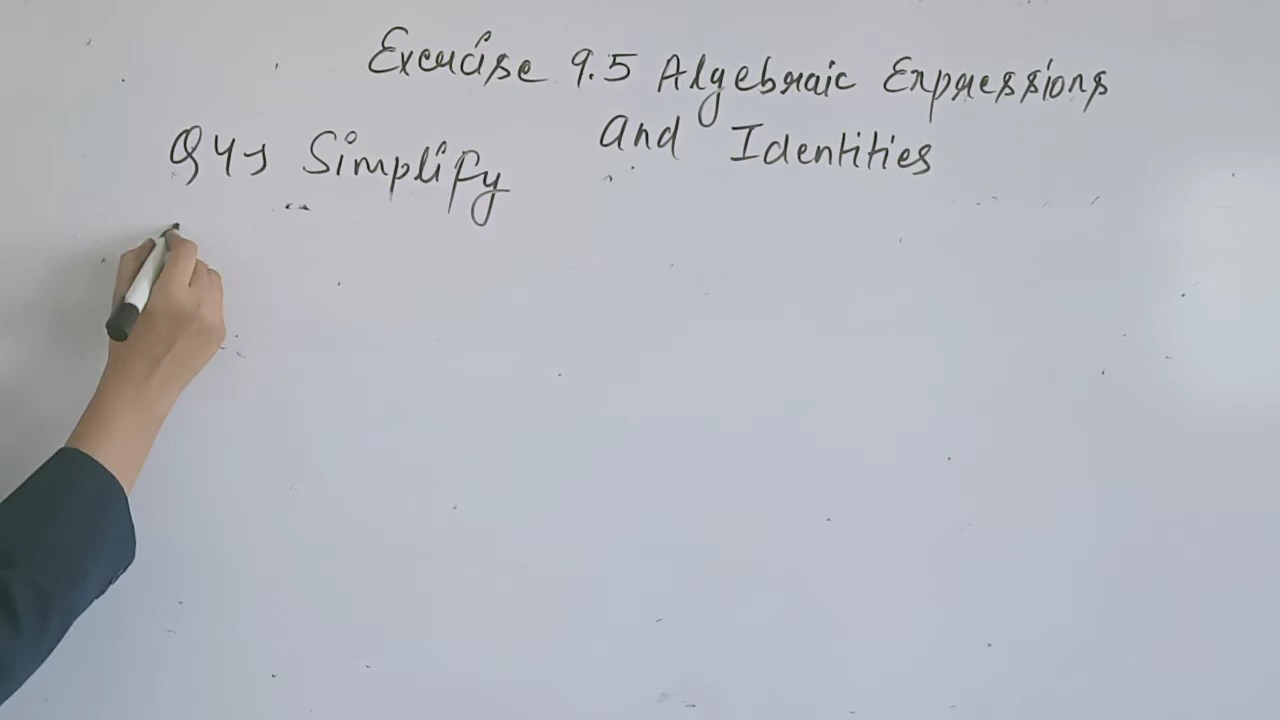 Exercise 9.5 Algebraic Expressions
and Identities
Q4) Simplify